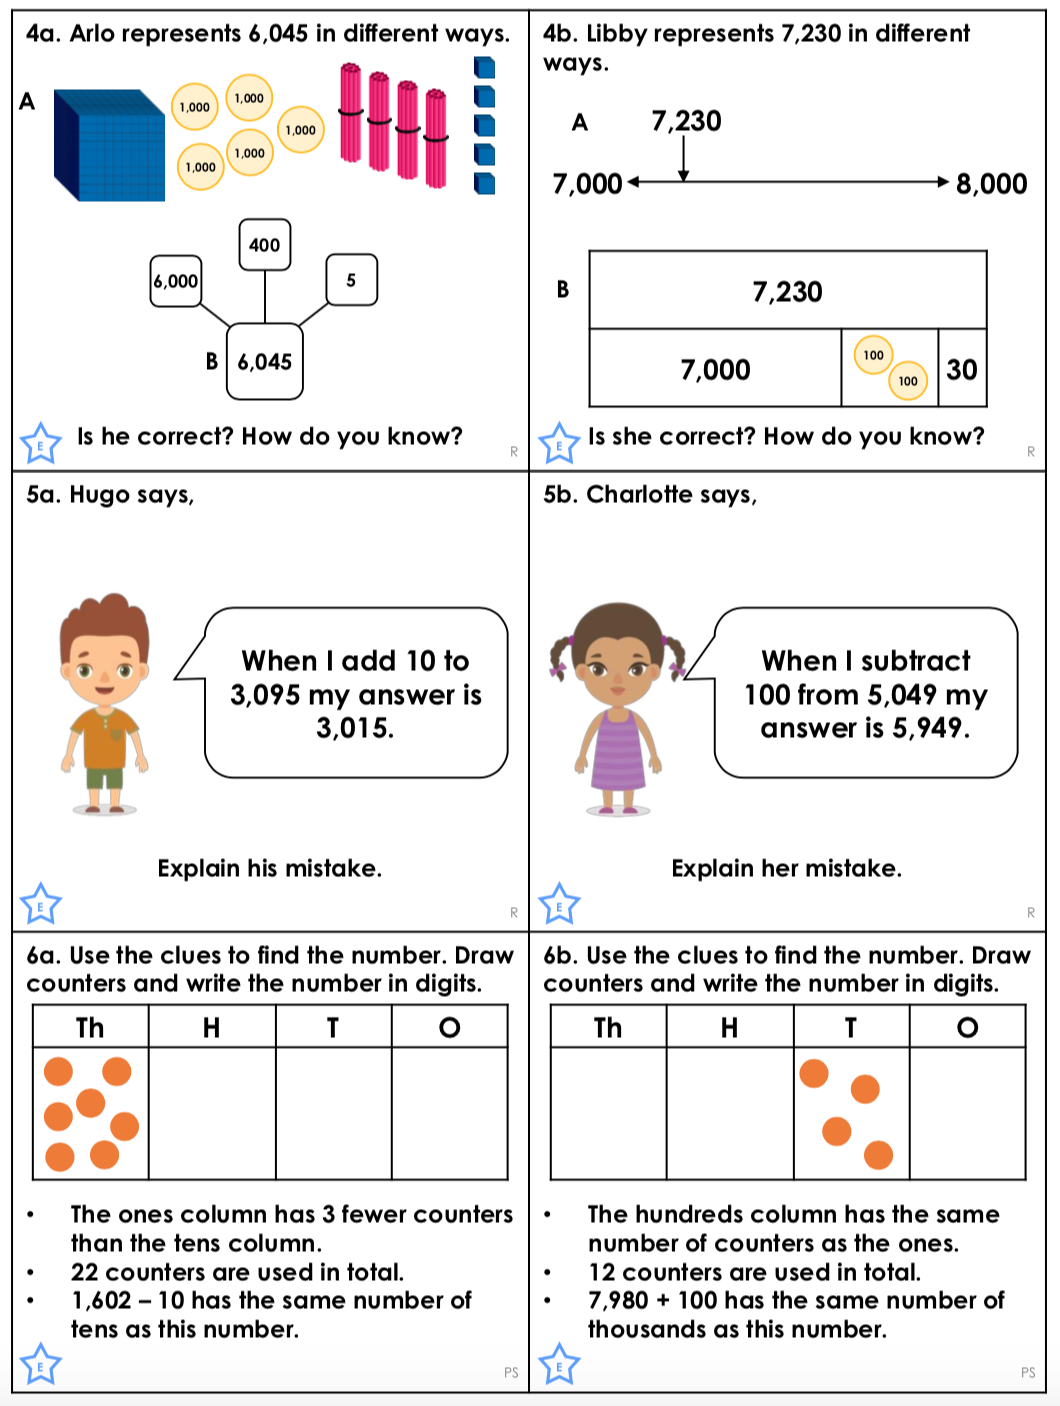 4a. Arlo represents 6,045 in different ways.
A
1,000
1,000
1,000
1,000
1,000
400
6,000
5
B
6,045
E
Is he correct? How do you know?
R
4b. Libby represents 7,230 in different
ways.
A
7,230
7,000
8,000
B
7,230
7,000
100
100
30
E
Is she correct? How do you know?
R
5a. Hugo says,
When I add 10 to
3,095 my answer is
3,015.
Explain his mistake.
E
R
5b. Charlotte says,
When I subtract
100 from 5,049 my
answer is 5,949.
Explain her mistake.
E
R
6a. Use the clues to find the number. Draw
counters and write the number in digits.
Th H T O
• The ones column has 3 fewer counters
than the tens column.
• 22 counters are used in total.
• 1,602 – 10 has the same number of
tens as this number.
E
PS
6b. Use the clues to find the number. Draw
counters and write the number in digits.
Th H T O
• The hundreds column has the same
number of counters as the ones.
• 12 counters are used in total.
• 7,980 + 100 has the same number of
thousands as this number.
E
PS